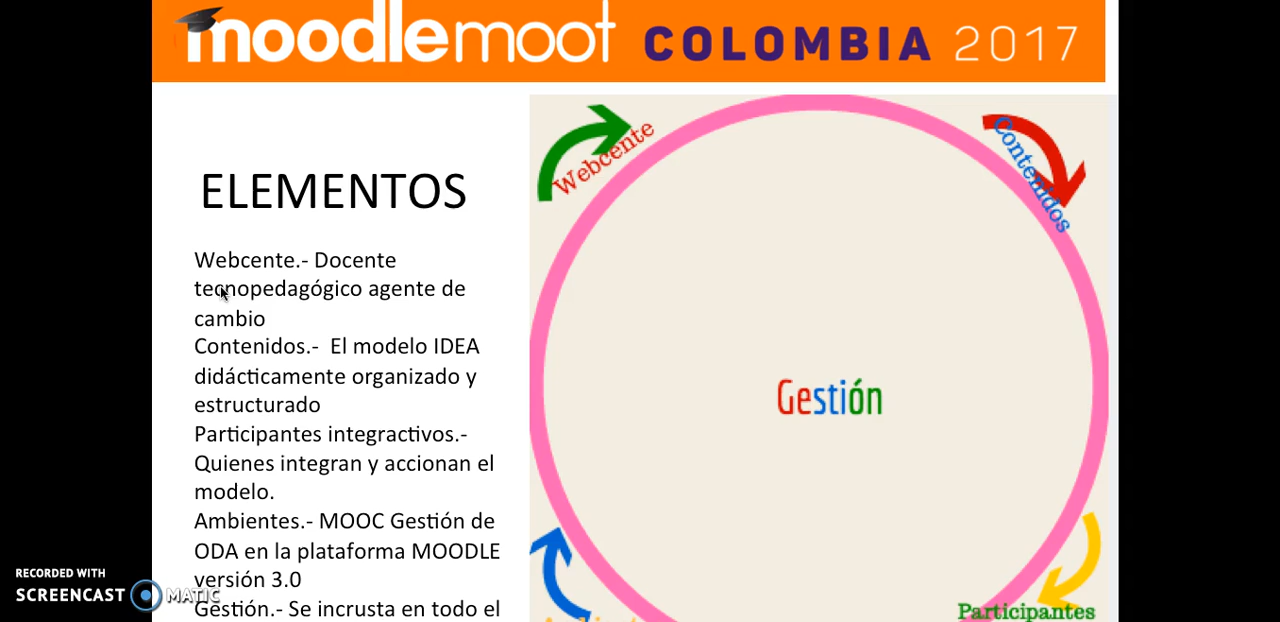 moodlemoot COLOMBIA 2017
ELEMENTOS
Webcente.- Docente
tecnopedagógico agente de
cambio
Contenidos.- El modelo IDEA
didácticamente organizado y
estructurado
Participantes integractivos.-
Quienes integran y accionan el
modelo.
Ambientes.- MOOC Gestión de
ODA en la plataforma MOODLE
versión 3.0
Gestión.- Se incrusta en todo el
Webcente
Contenidos
Gestión
Participantes
RECORDED WITH
SCREENCAST MATIC